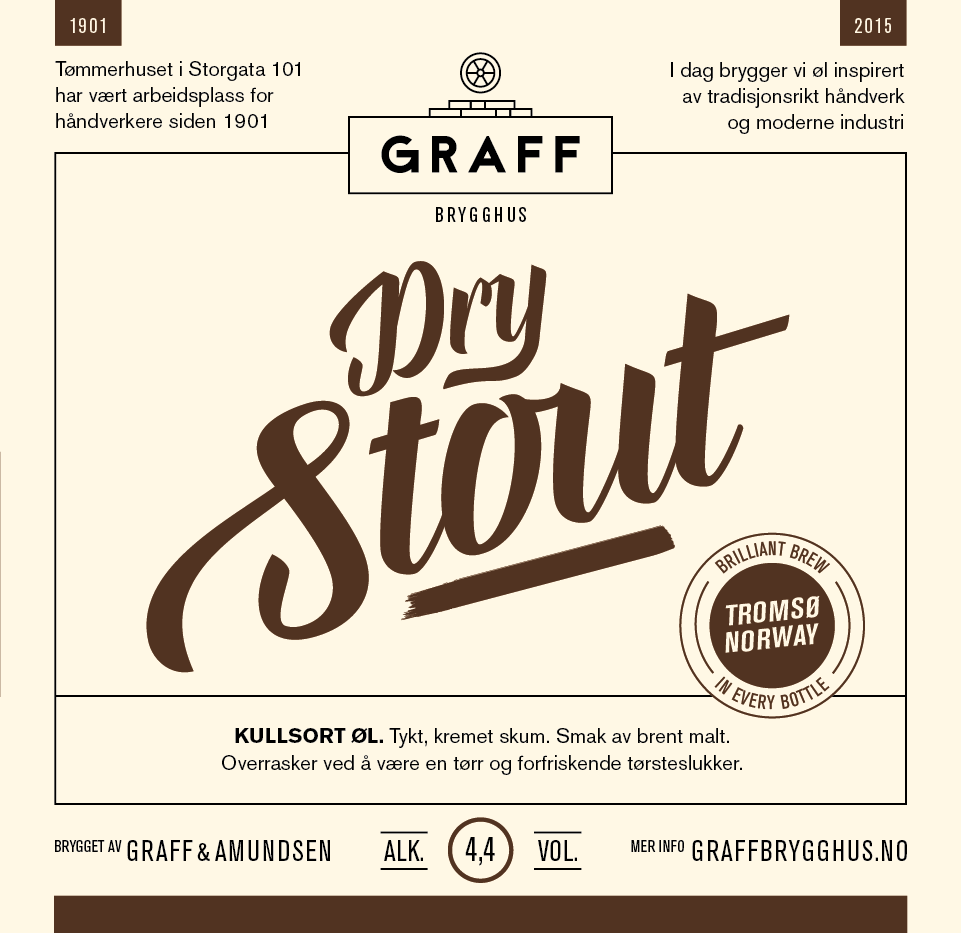 1901
Tømmerhuset i Storgata 101
har vært arbeidsplass for
håndverkere siden 1901
2015
I dag brygger vi øl inspirert
av tradisjonsrikt håndverk
og moderne industri
GRAFF
BRYGGHUS
Dry
Stout
BRILLIANT BREW
TROMSØ
NORWAY
IN EVERY BOTTLE
KULLSORT ØL. Tykt, kremet skum. Smak av brent malt.
Overrasker ved å være en tørr og forfriskende tørsteslukker.
BRYGGET AV GRAFF & AMUNDSEN
ALK. 4,4 VOL.
MER INFO GRAFFBRYGGHUS.NO